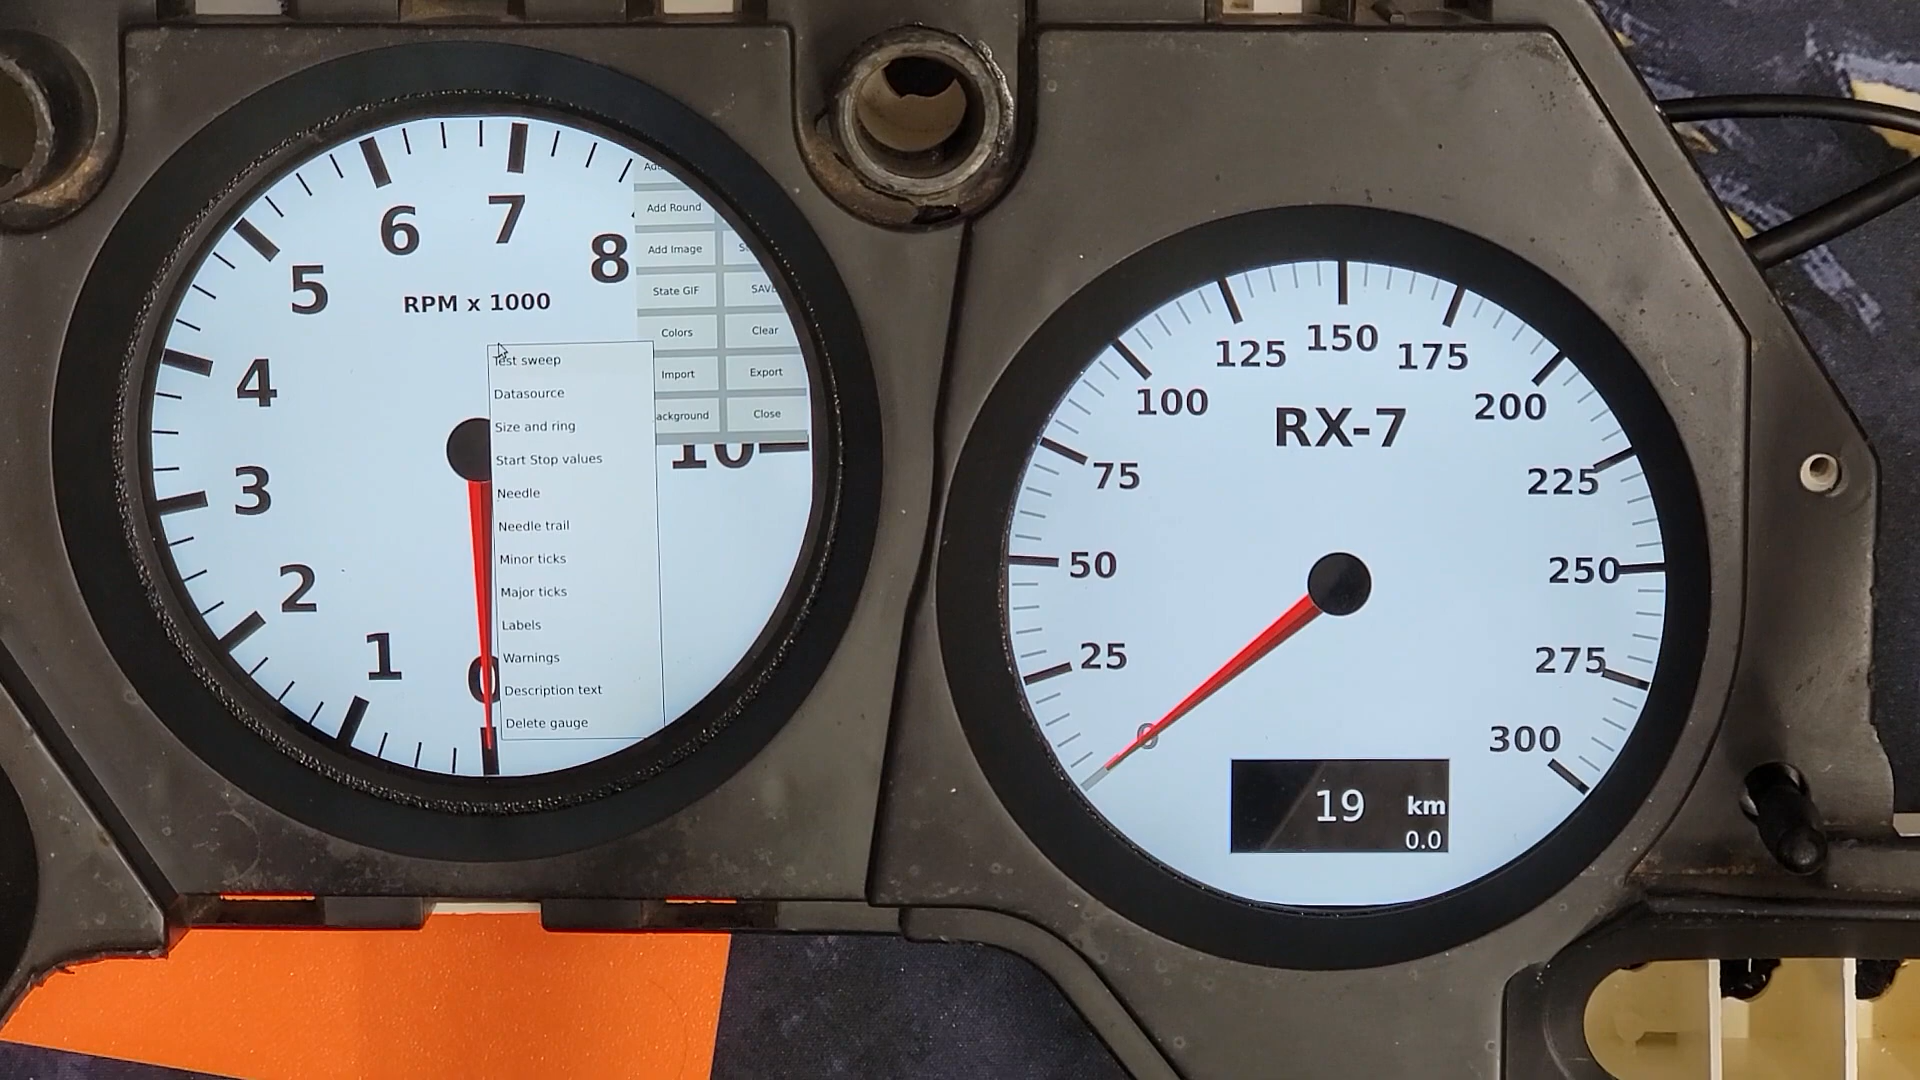 7
6
8
5
RPM x 1000
4
3
2
1
0
10
Add Round
Add Image
State GIF
SAVE
Colors
Clear
Import
Export
Close
Test sweep
Datasource
Size and ring
Start Stop values
Needle
Needle trail
Minor ticks
Major ticks
Labels
Warnings
Description text
Delete gauge
150
125
175
100
200
RX-7
75
225
50
250
25
275
0
300
19 km
0.0